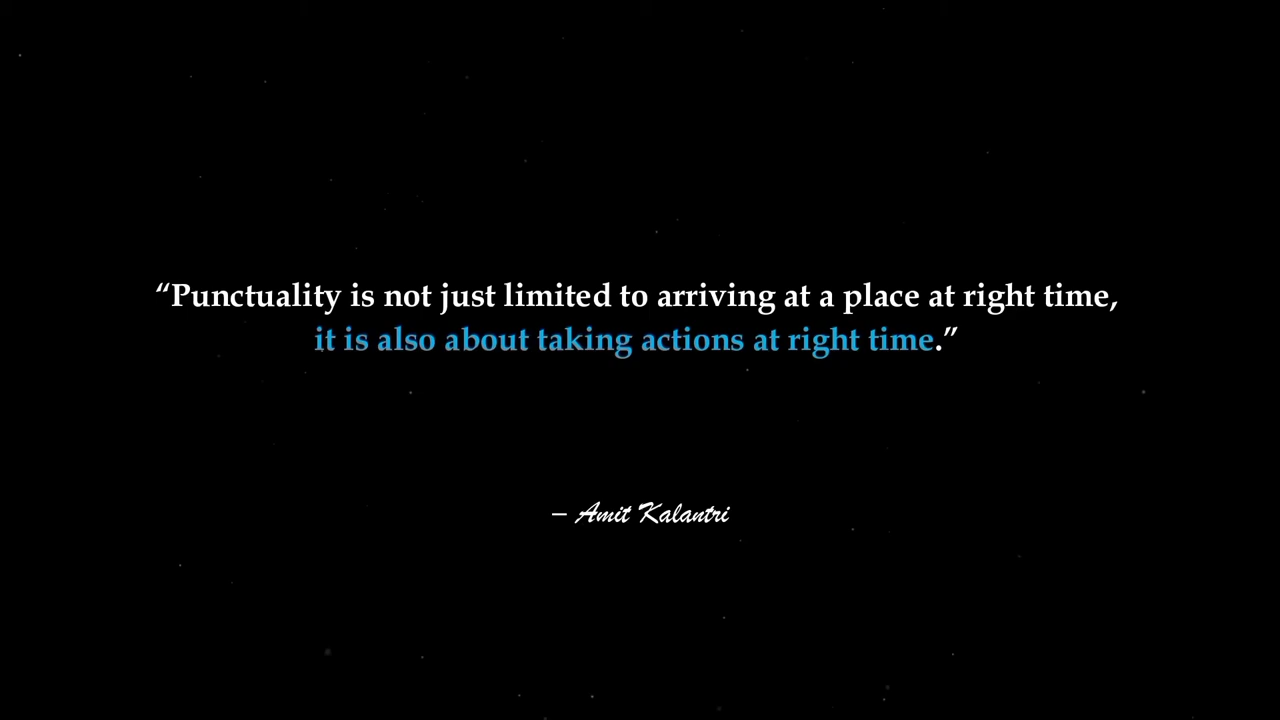 “Punctuality is not just limited to arriving at a place at right time,
it is also about taking actions at right time.”
– Amit Kalantri